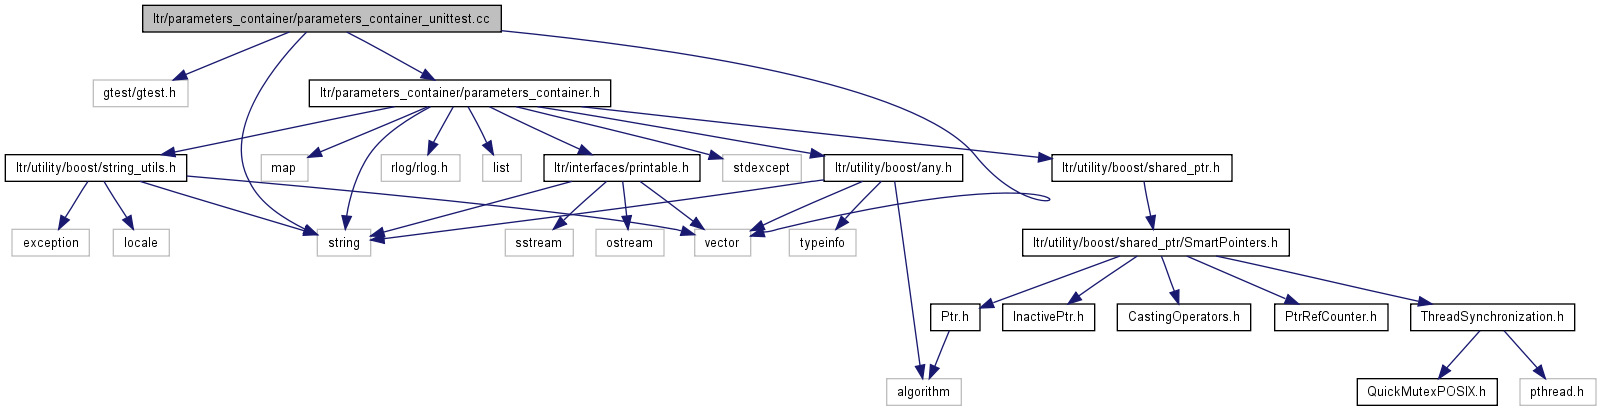 ltr/parameters_container/parameters_container_unittest.cc
gtest/gtest.h
ltr/parameters_container/parameters_container.h
ltr/utility/boost/string_utils.h
map
rlog/rlog.h
list
ltr/interfaces/printable.h
stdexcept
ltr/utility/boost/any.h
ltr/utility/boost/shared_ptr.h
exception
locale
string
sstream
ostream
vector
typeinfo
ltr/utility/boost/shared_ptr/SmartPointers.h
Ptr.h
InactivePtr.h
CastingOperators.h
PtrRefCounter.h
ThreadSynchronization.h
algorithm
QuickMutexPOSIX.h
pthread.h